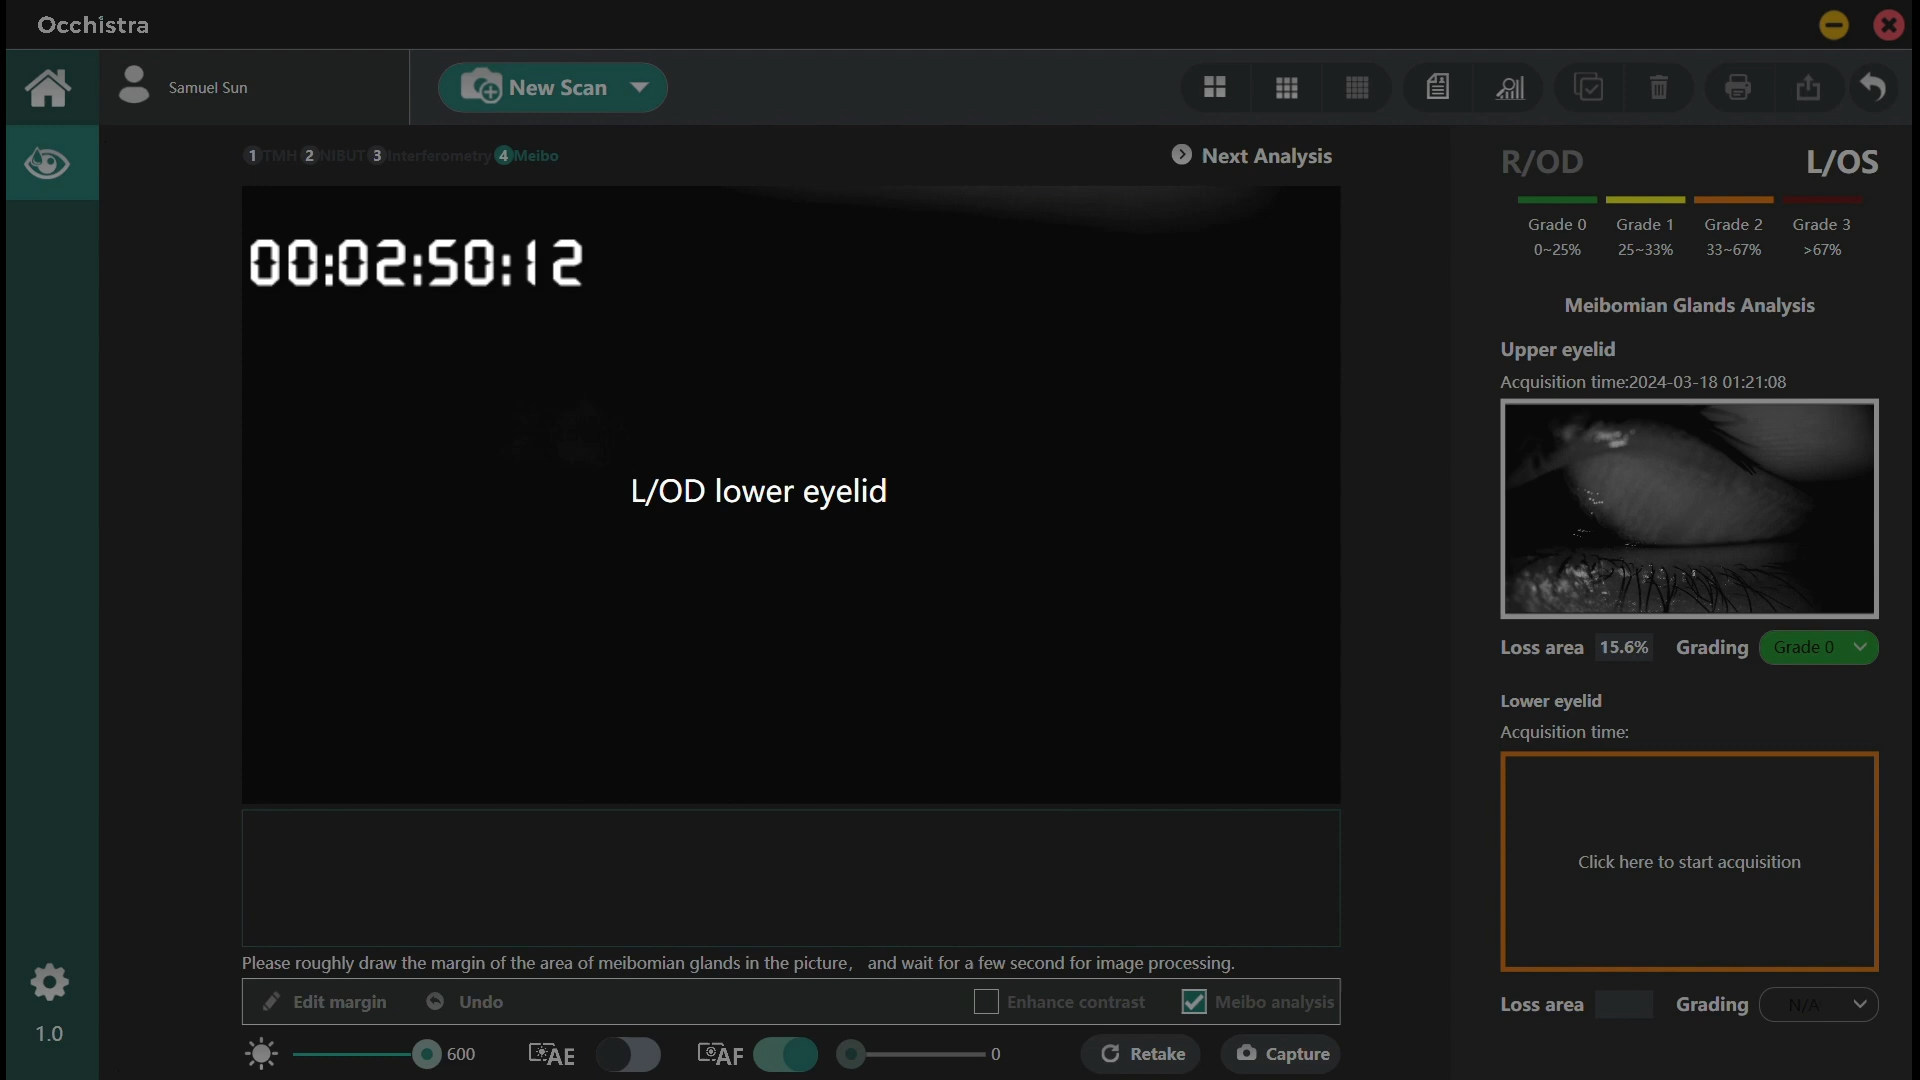 Occhistra
Samuel Sun
New Scan
1 TMH 2 NIBUT 3 Interferometry 4 Meibo
Next Analysis
R/OD L/OS
Grade 0 Grade 1 Grade 2 Grade 3
0~25% 25~33% 33~67% >67%
00:02:50:12
Meibomian Glands Analysis
Upper eyelid
Acquisition time:2024-03-18 01:21:08
L/OD lower eyelid
Loss area 15.6% Grading Grade 0
Lower eyelid
Acquisition time:
Click here to start acquisition
Please roughly draw the margin of the area of meibomian glands in the picture， and wait for a few second for image processing.
Edit margin Undo Enhance contrast Meibo analysis
Loss area Grading N/A
1.0
600 AE AF 0 Retake Capture